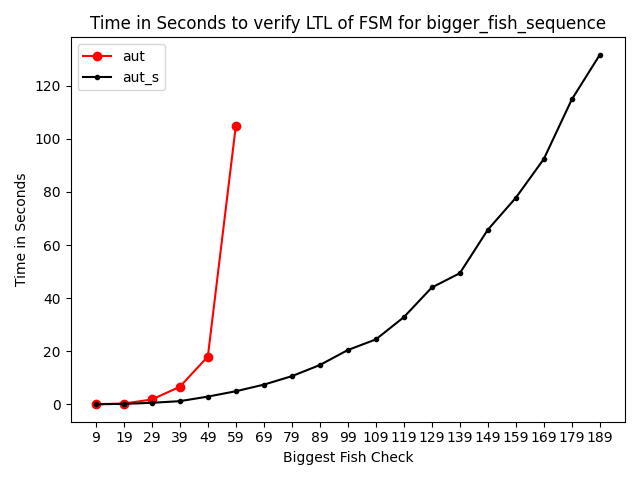 Time in Seconds to verify LTL of FSM for bigger_fish_sequence
aut
aut_s
120
100
80
60
40
20
0
Time in Seconds
9 19 29 39 49 59 69 79 89 99 109 119 129 139 149 159 169 179 189
Biggest Fish Check